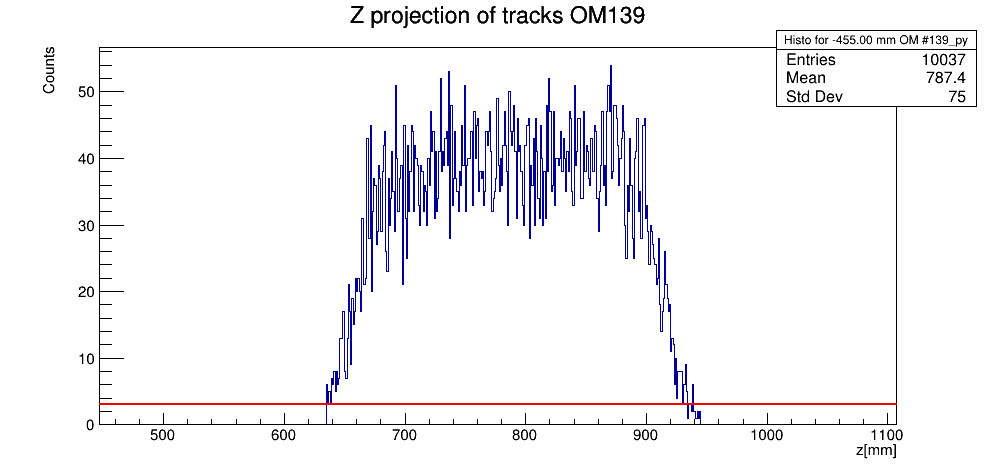 Z projection of tracks OM139
Histo for -455.00 mm OM #139_py
Entries 10037
Mean 787.4
Std Dev 75
Counts
50
40
30
20
10
0
500 600 700 800 900 1000 1100
z[mm]